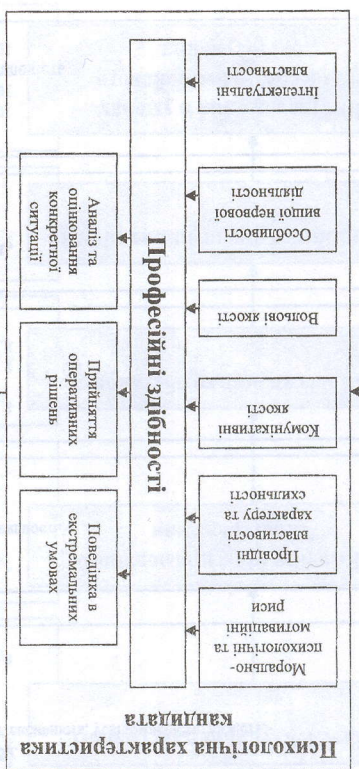 Психологічна характеристика
кандидата
Морально-
психологічні та
мотиваційні
риси
Провідні
властивості
характеру та
схильності
Комунікативні
якості
Вольові якості
Особливості
вищої нервової
діяльності
Інтелектуальні
властивості
Професійні здібності
Аналіз та
оцінювання
конкретної
ситуації
Прийняття
оперативних
рішень
Поведінка в
екстремальних
умовах